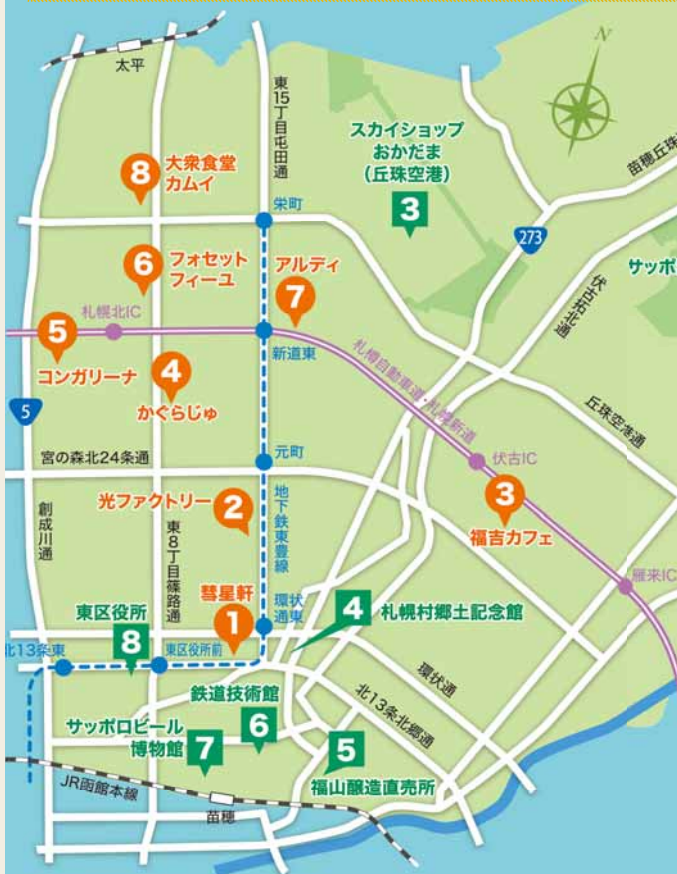 N
太平
東15丁目屯田通
スカイショップ
おかだま
(丘珠空港)
3
苗穂丘珠
8
大衆食堂
カムイ
栄町
273
サッポ
6
フォセット
フィーユ
アルディ
7
伏古拓北通
札幌北IC
5
コンガリーナ
新道東
4
かぐらじゅ
札樽自動車道・札幌新道
5
丘珠空港通
宮の森北24条通
元町
伏古IC
3
福吉カフェ
光ファクトリー
2
地下鉄東豊線
創成川通
東8丁目篠路通
雁来IC
彗星軒
1
環状
通東
4
札幌村郷土記念館
東区役所
8
北13条東
東区役所前
環状通
鉄道技術館
6
北13条北郷通
サッポロビール
博物館
7
5
福山醸造直売所
JR函館本線
苗穂